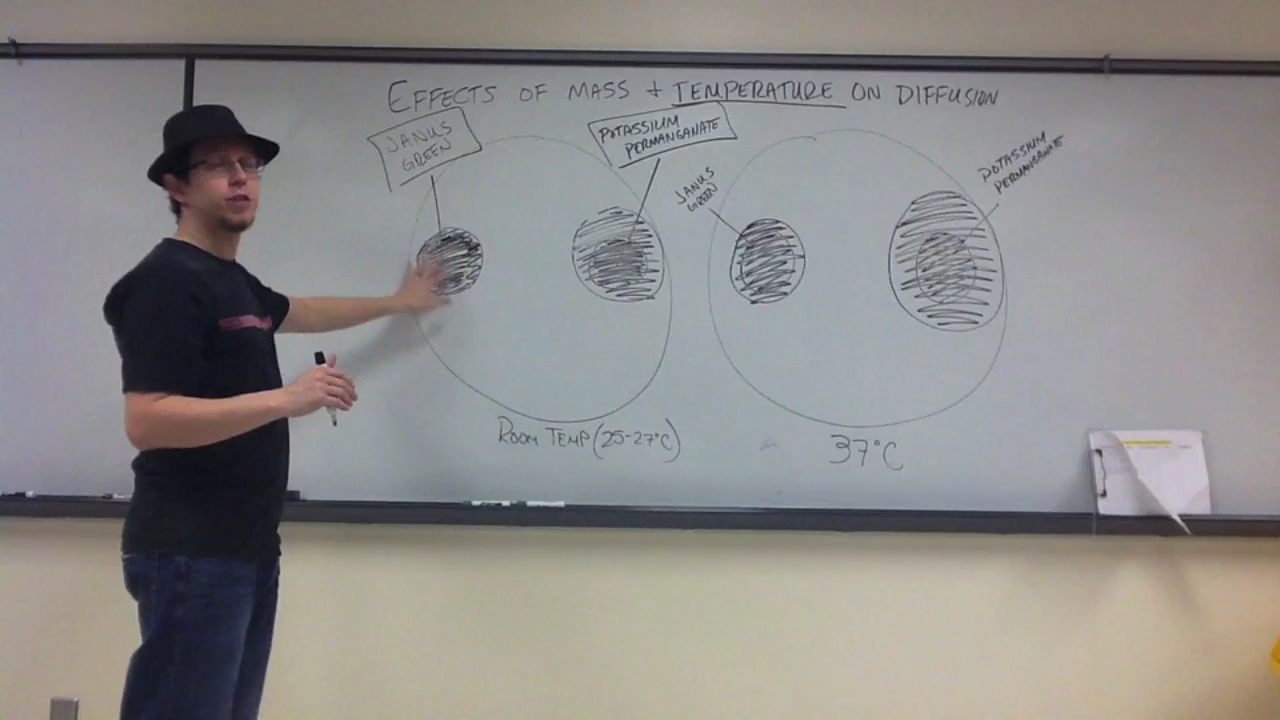 EFFECTS OF MASS + TEMPERATURE ON DIFFUSION
JANUS
GREEN
POTASSIUM
PERMANGANATE
JANUS
GREEN
POTASSIUM
PERMANGANATE
ROOM TEMP (25-27°C)
37°C